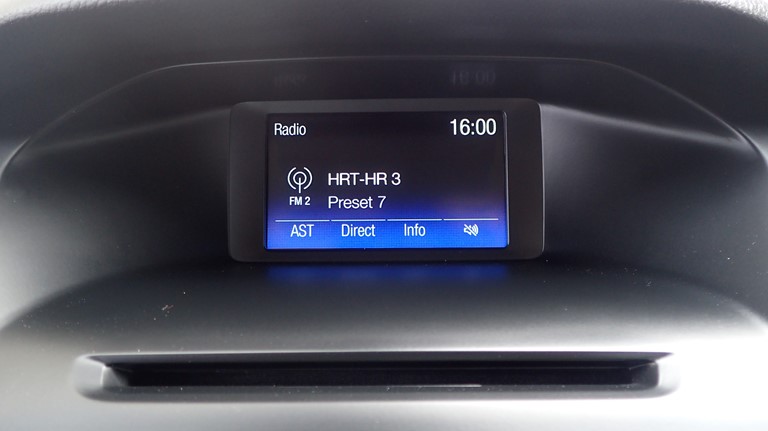 Radio 16:00
HRT-HR 3
FM 2 Preset 7
AST Direct Info